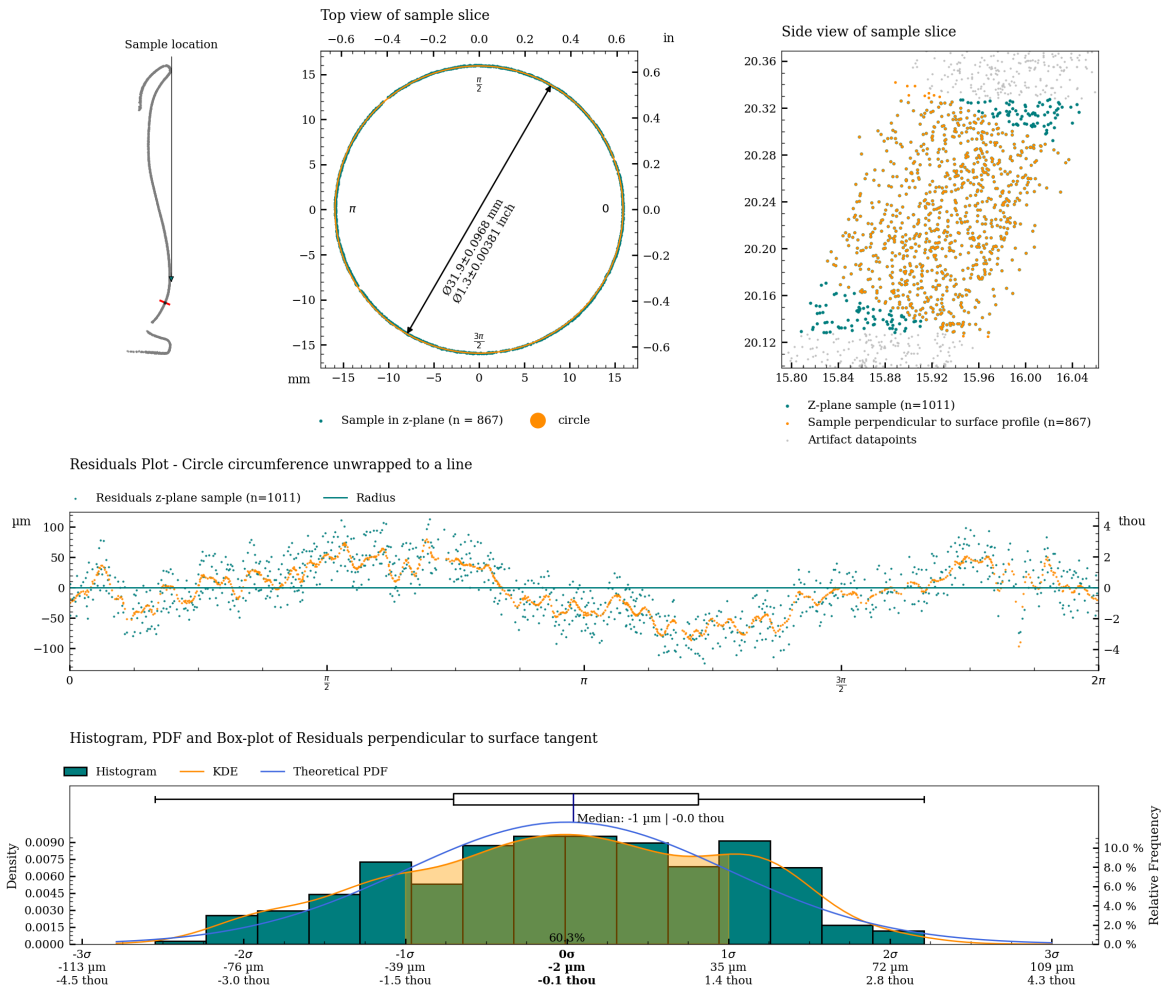 Top view of sample slice
Side view of sample slice
Sample location
−0.6 −0.4 −0.2 0.0 0.2 0.4 0.6 in
15
10
5
0
−5
−10
−15
π/2
π
0
3π/2
Ø31.9±0.0968 mm
Ø1.3±0.00381 inch
0.6
0.4
0.2
0.0
−0.2
−0.4
−0.6
mm −15 −10 −5 0 5 10 15
Sample in z-plane (n = 867) circle
20.36
20.32
20.28
20.24
20.20
20.16
20.12
15.80 15.84 15.88 15.92 15.96 16.00 16.04
Z-plane sample (n=1011)
Sample perpendicular to surface profile (n=867)
Artifact datapoints
Residuals Plot - Circle circumference unwrapped to a line
Residuals z-plane sample (n=1011) Radius
µm
100
50
0
−50
−100
thou
4
2
0
−2
−4
0 π/2 π 3π/2 2π
Histogram, PDF and Box-plot of Residuals perpendicular to surface tangent
Histogram KDE Theoretical PDF
Median: -1 µm | -0.0 thou
Density
0.0090
0.0075
0.0060
0.0045
0.0030
0.0015
0.0000
Relative Frequency
10.0 %
8.0 %
6.0 %
4.0 %
2.0 %
0.0 %
60.3%
-3σ -2σ -1σ 0σ 1σ 2σ 3σ
-113 µm -76 µm -39 µm -2 µm 35 µm 72 µm 109 µm
-4.5 thou -3.0 thou -1.5 thou -0.1 thou 1.4 thou 2.8 thou 4.3 thou